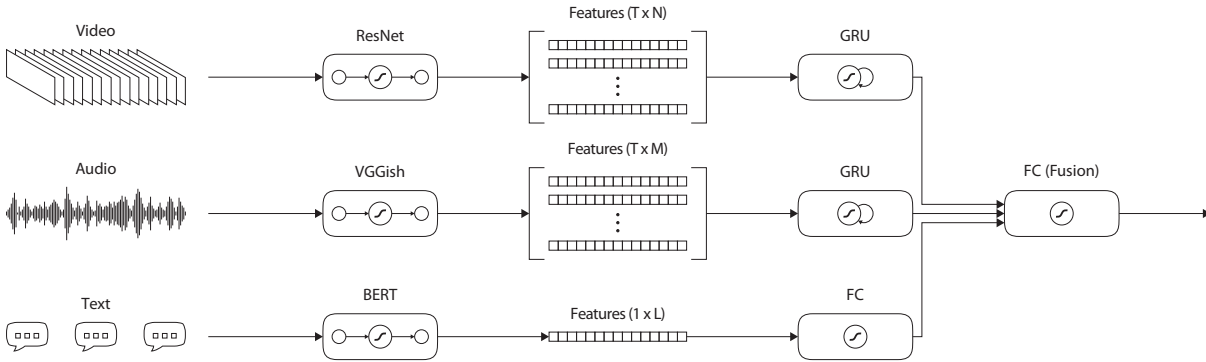 Video
ResNet
Features (T x N)
GRU
Audio
VGGish
Features (T x M)
GRU
FC (Fusion)
Text
BERT
Features (1 x L)
FC